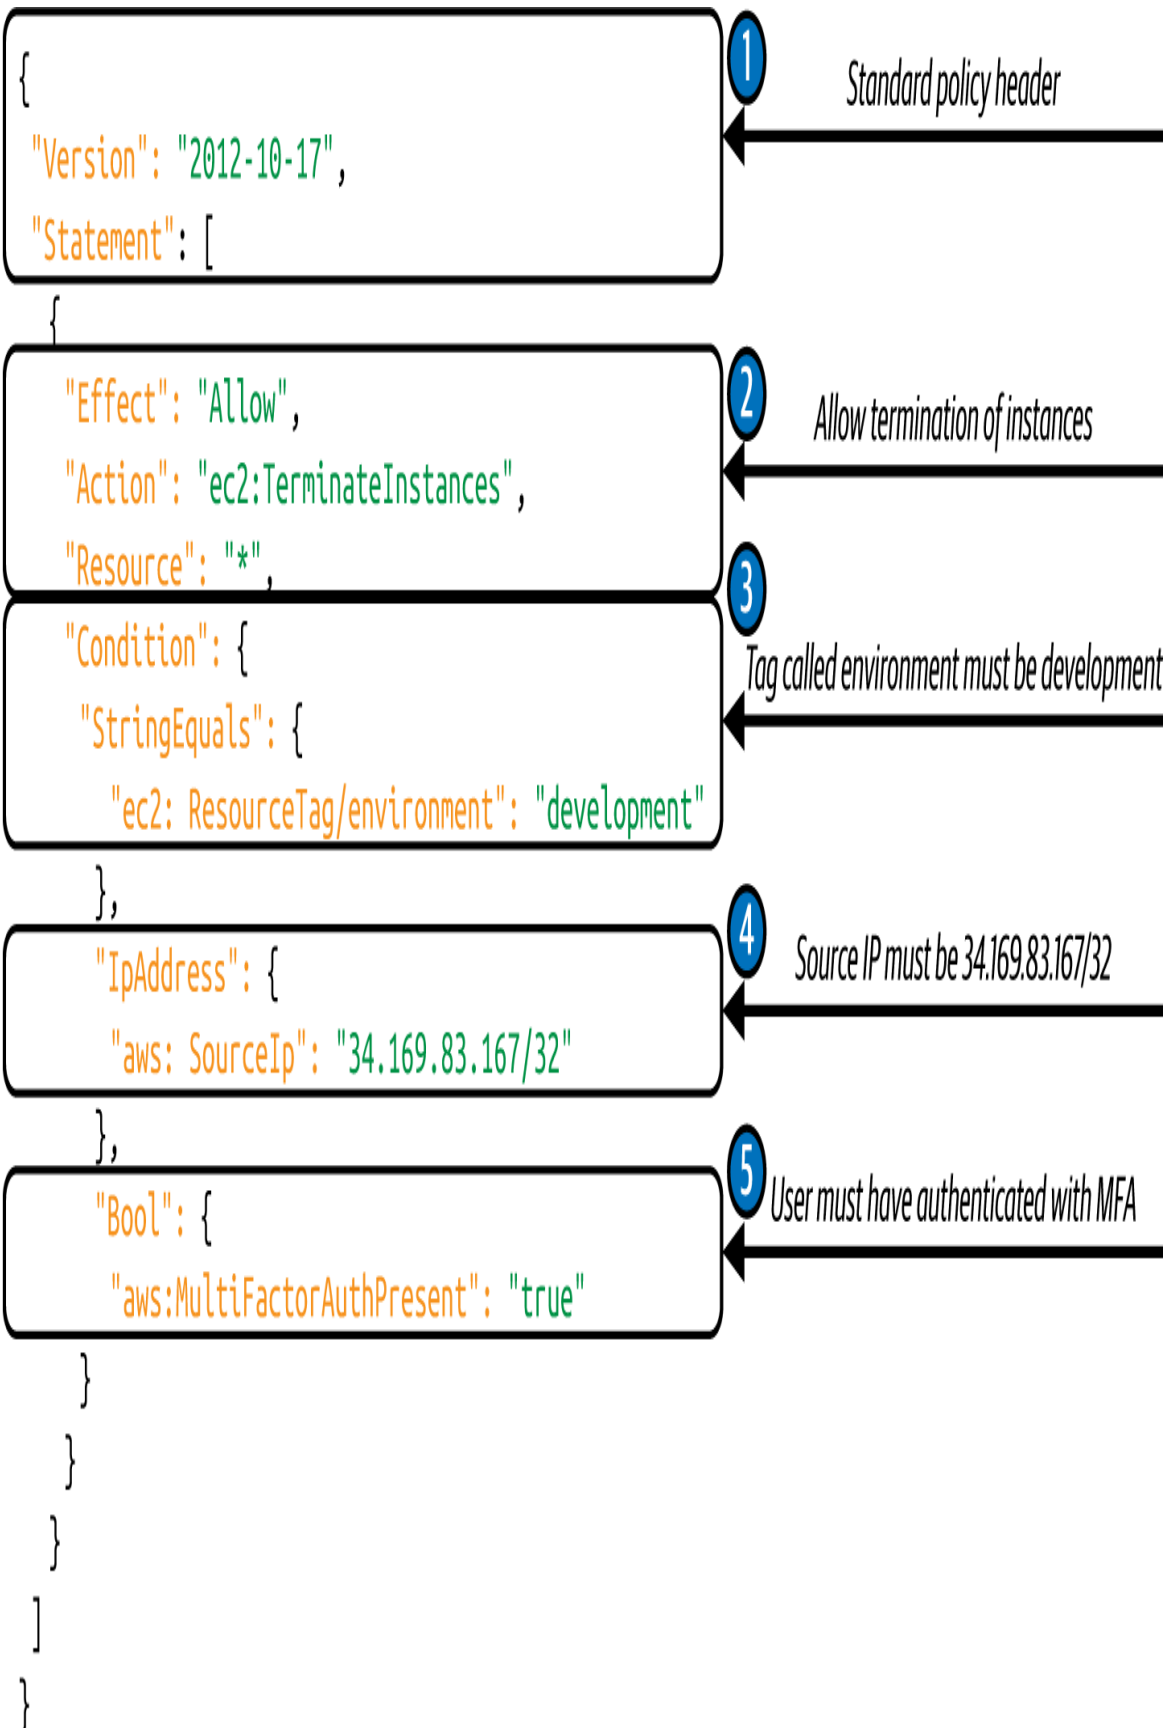 {
"Version": "2012-10-17",
"Statement": [
{
"Effect": "Allow",
"Action": "ec2:TerminateInstances",
"Resource": "*",
"Condition": {
"StringEquals": {
"ec2: ResourceTag/environment": "development"
},
"IpAddress": {
"aws: SourceIp": "34.169.83.167/32"
},
"Bool": {
"aws:MultiFactorAuthPresent": "true"
}
}
}
]
}
1
Standard policy header
2
Allow termination of instances
3
Tag called environment must be development
4
Source IP must be 34.169.83.167/32
5
User must have authenticated with MFA